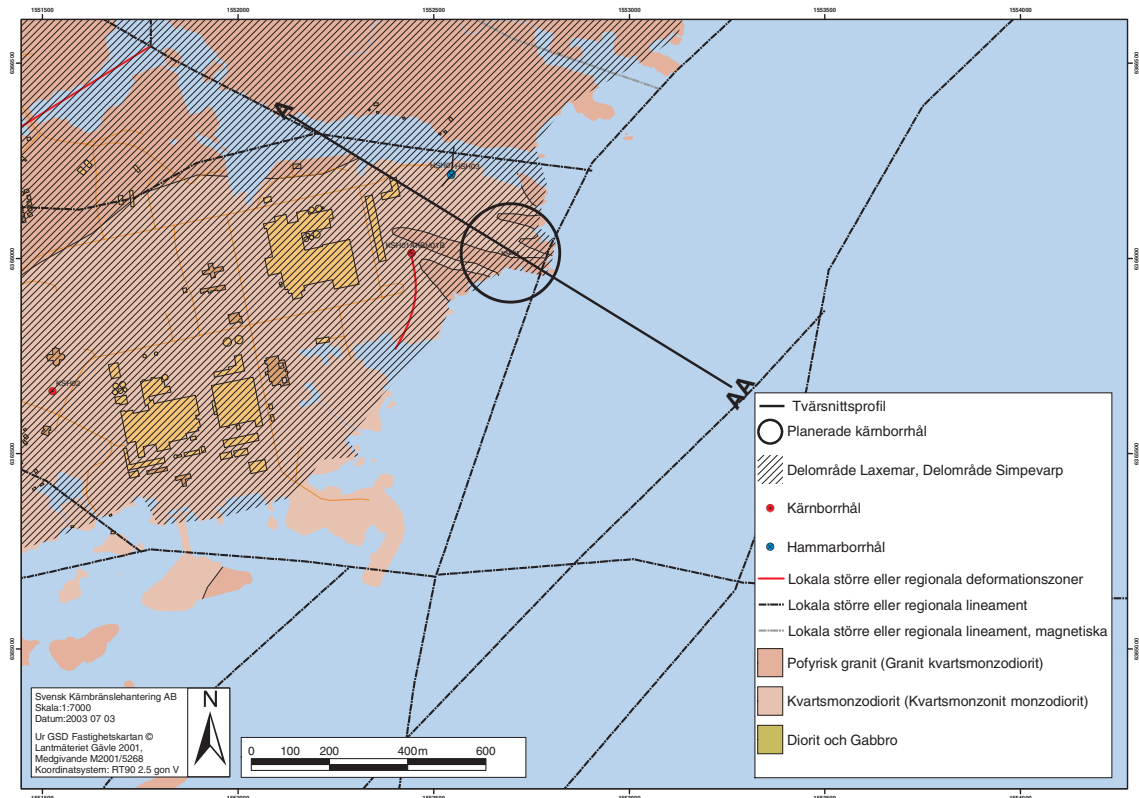 1551500 1552000 1552500 1553000 1553500 1554000
A
HSH03
KSH02
AA
Tvärsnittsprofil
Planerade kärnborrhål
Delområde Laxemar, Delområde Simpevarp
Kärnborrhål
Hammarborrhål
Lokala större eller regionala deformationszoner
Lokala större eller regionala lineament
Lokala större eller regionala lineament, magnetiska
Pofyrisk granit (Granit kvartsmonzodiorit)
Kvartsmonzodiorit (Kvartsmonzonit monzodiorit)
Diorit och Gabbro
Svensk Kärnbränslehantering AB
Skala:1:7000
Datum:2003 07 03
Ur GSD Fastighetskartan ©
Lantmäteriet Gävle 2001,
Medgivande M2001/5268
Koordinatsystem: RT90 2.5 gon V
N
0 100 200 400m 600